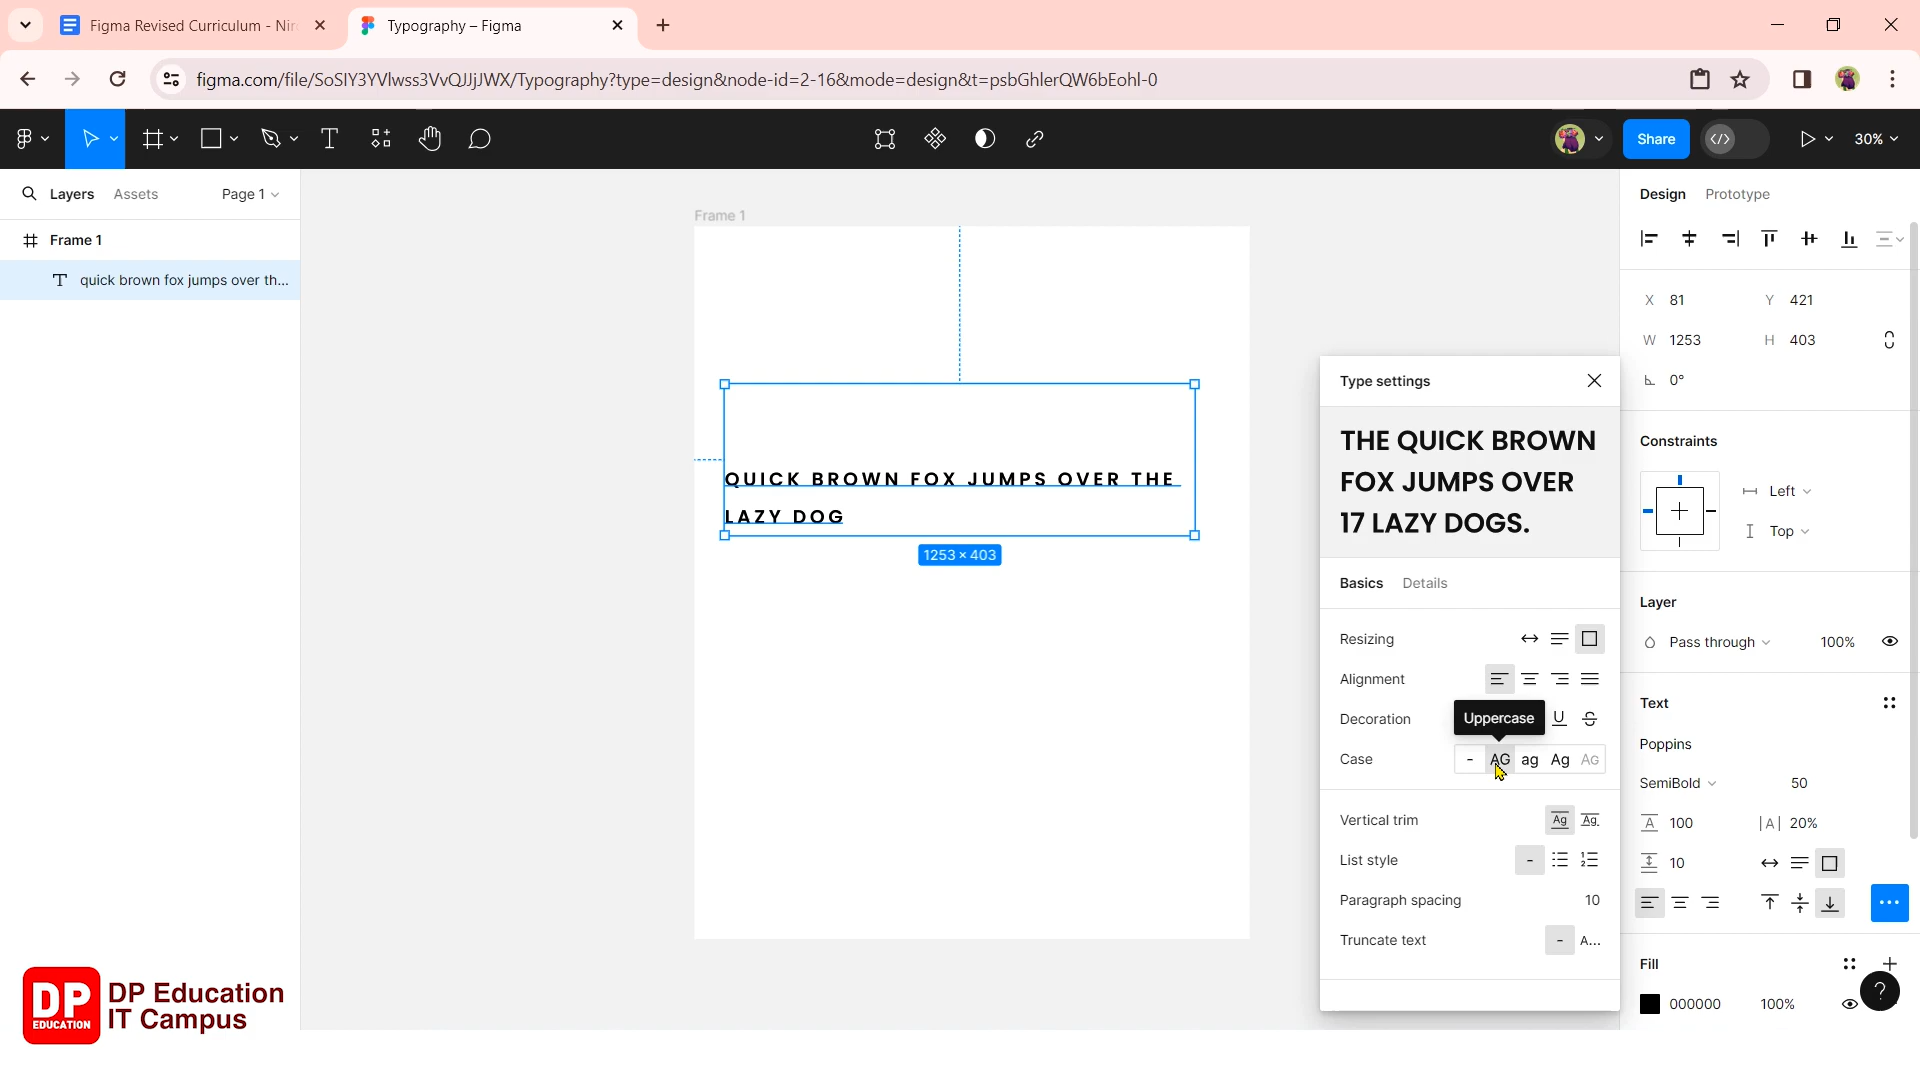 Figma Revised Curriculum - Nir
Typography – Figma
figma.com/file/SoSIY3YVlwss3VvQJJjJWX/Typography?type=design&node-id=2-16&mode=design&t=psbGhlerQW6bEohl-0
Share
30%
Layers
Assets
Page 1
Frame 1
quick brown fox jumps over th...
Frame 1
QUICK BROWN FOX JUMPS OVER THE
LAZY DOG
1253 × 403
Type settings
THE QUICK BROWN
FOX JUMPS OVER
17 LAZY DOGS.
Basics
Details
Resizing
Alignment
Decoration
Uppercase
Case
- AG ag Ag AG
Vertical trim
Ag Ag
List style
-
Paragraph spacing
10
Truncate text
- A...
Design
Prototype
X 81
Y 421
W 1253
H 403
0°
Constraints
Left
Top
Layer
Pass through
100%
Text
Poppins
SemiBold
50
A 100
|A| 20%
10
Fill
000000
100%
?
DP
EDUCATION
DP Education
IT Campus